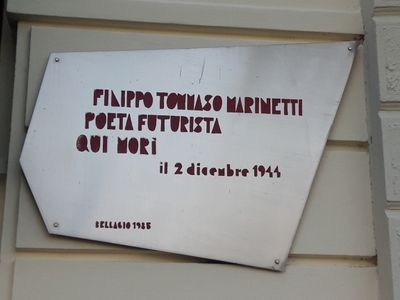 FILIPPO TOMMASO MARINETTI
POETA FUTURISTA
QUI MORÌ
il 2 dicembre 1944
BELLAGIO 1985